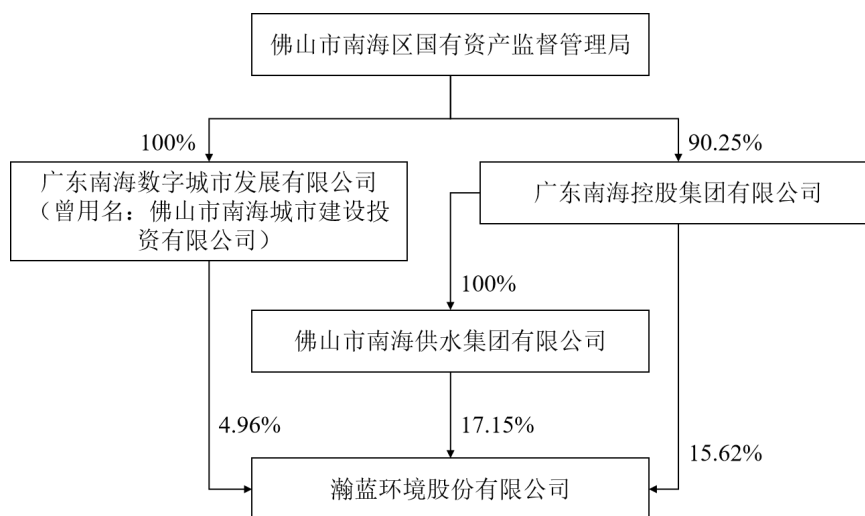 佛山市南海区国有资产监督管理局
100%
90.25%
广东南海数字城市发展有限公司
（曾用名：佛山市南海城市建设投
资有限公司）
广东南海控股集团有限公司
100%
佛山市南海供水集团有限公司
4.96%
17.15%
15.62%
瀚蓝环境股份有限公司